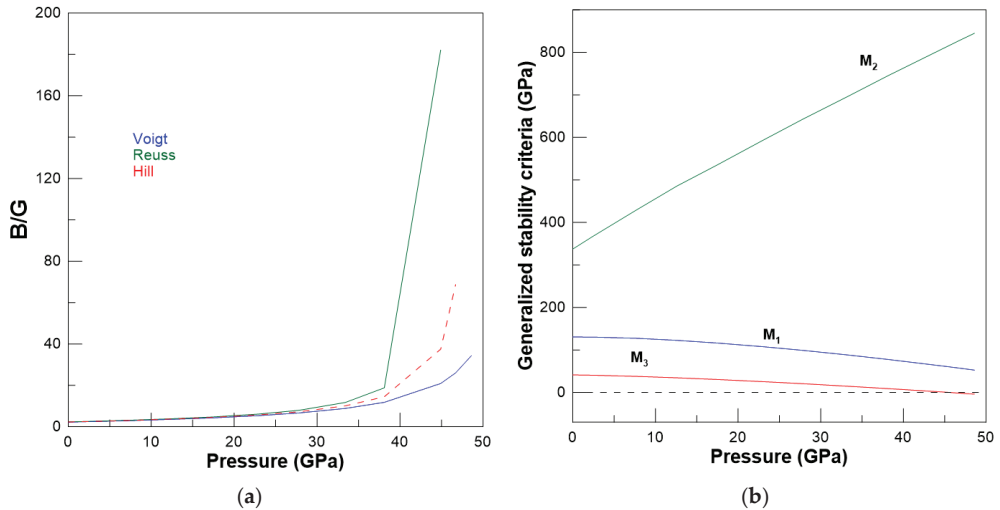 200
160
120
80
40
0
B/G
Voigt
Reuss
Hill
0 10 20 30 40 50
Pressure (GPa)
(a)
800
600
400
200
0
Generalized stability criteria (GPa)
M2
M1
M3
0 10 20 30 40 50
Pressure (GPa)
(b)